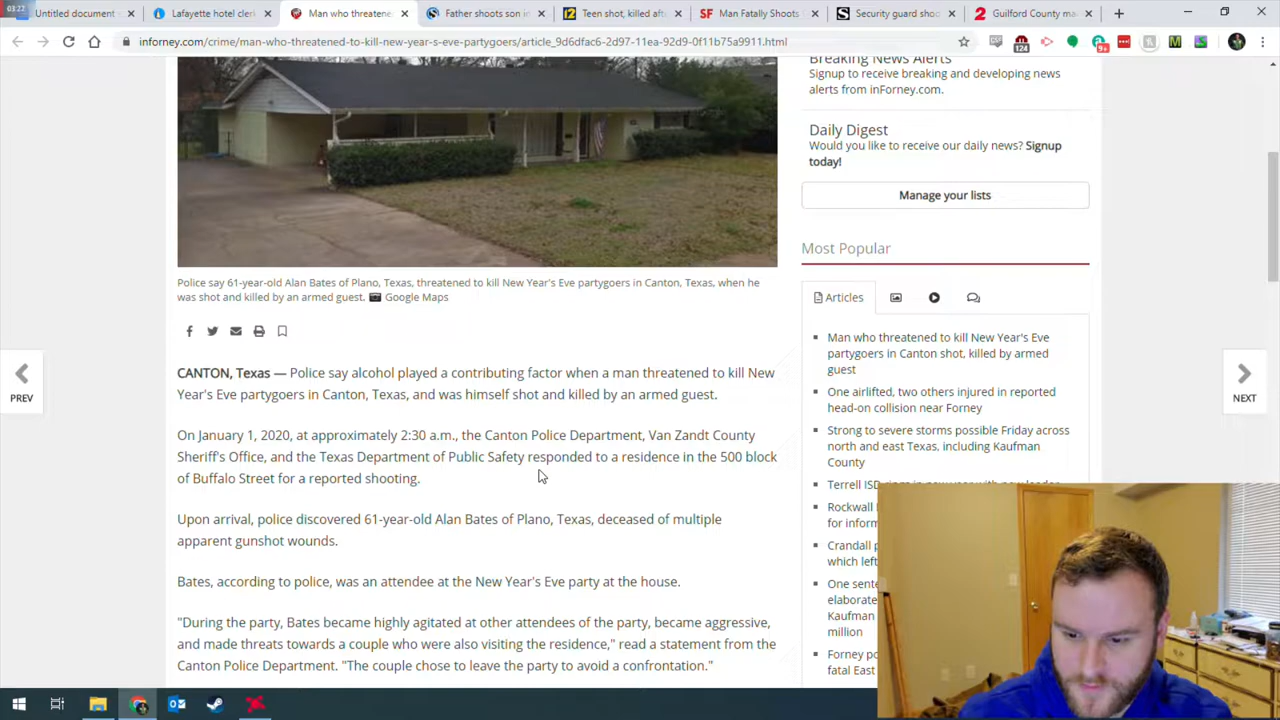 03:22
Untitled document
Lafayette hotel cler
Man who threatene
Father shoots son in
Teen shot, killed aft
SF Man Fatally Shoots
Security guard shoo
Guilford County ma
inforney.com/crime/man-who-threatened-to-kill-new-year-s-eve-partygoers/article_9d6dfac6-2d97-11ea-92d9-0f11b75a9911.html
124
9+
Breaking News Alerts
Signup to receive breaking and developing news
alerts from inForney.com.
Daily Digest
Would you like to receive our daily news? Signup
today!
Manage your lists
Most Popular
Articles
Man who threatened to kill New Year's Eve
partygoers in Canton shot, killed by armed
guest
One airlifted, two others injured in reported
head-on collision near Forney
Strong to severe storms possible Friday across
north and east Texas, including Kaufman
County
Terrell ISD
Rockwall
for inform
Crandall p
which left
One sente
elaborate
Kaufman
million
Forney po
fatal East
PREV
NEXT
Police say 61-year-old Alan Bates of Plano, Texas, threatened to kill New Year's Eve partygoers in Canton, Texas, when he
was shot and killed by an armed guest. Google Maps
CANTON, Texas — Police say alcohol played a contributing factor when a man threatened to kill New
Year's Eve partygoers in Canton, Texas, and was himself shot and killed by an armed guest.
On January 1, 2020, at approximately 2:30 a.m., the Canton Police Department, Van Zandt County
Sheriff's Office, and the Texas Department of Public Safety responded to a residence in the 500 block
of Buffalo Street for a reported shooting.
Upon arrival, police discovered 61-year-old Alan Bates of Plano, Texas, deceased of multiple
apparent gunshot wounds.
Bates, according to police, was an attendee at the New Year's Eve party at the house.
"During the party, Bates became highly agitated at other attendees of the party, became aggressive,
and made threats towards a couple who were also visiting the residence," read a statement from the
Canton Police Department. "The couple chose to leave the party to avoid a confrontation."